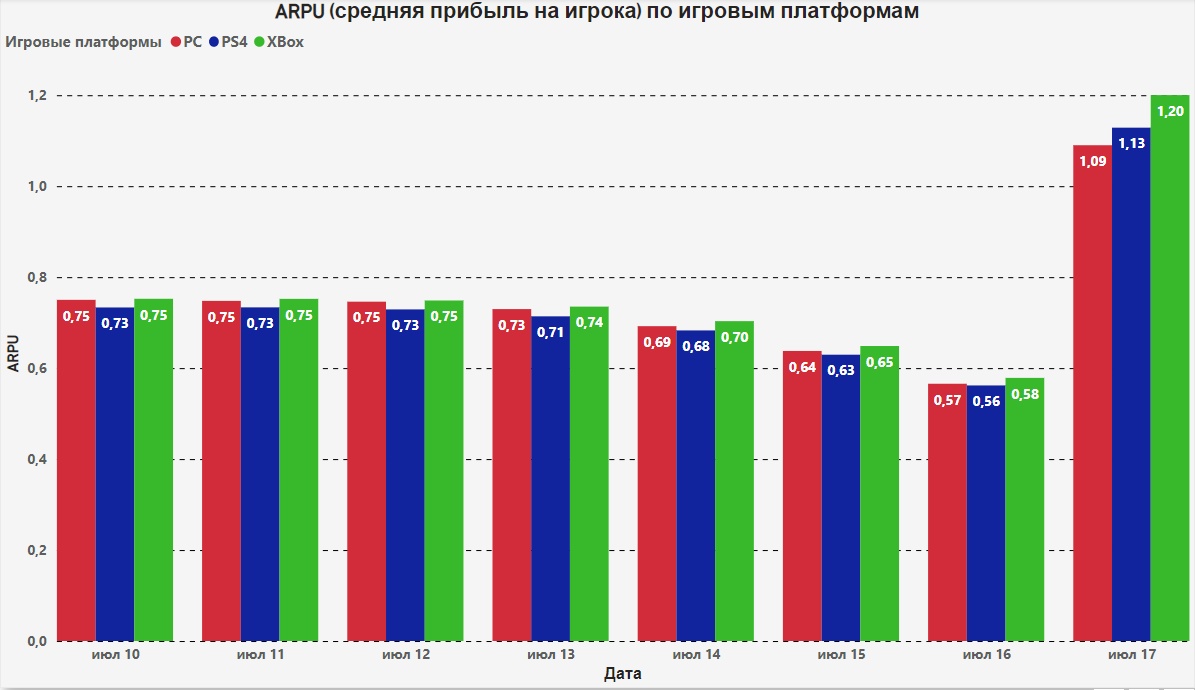 ARPU (средняя прибыль на игрока) по игровым платформам
Игровые платформы PC PS4 XBox
1,2
1,0
0,8
0,6
0,4
0,2
0,0
ARPU
0,75 0,73 0,75
0,75 0,73 0,75
0,75 0,73 0,75
0,73 0,71 0,74
0,69 0,68 0,70
0,64 0,63 0,65
0,57 0,56 0,58
1,09 1,13 1,20
июл 10 июл 11 июл 12 июл 13 июл 14 июл 15 июл 16 июл 17
Дата